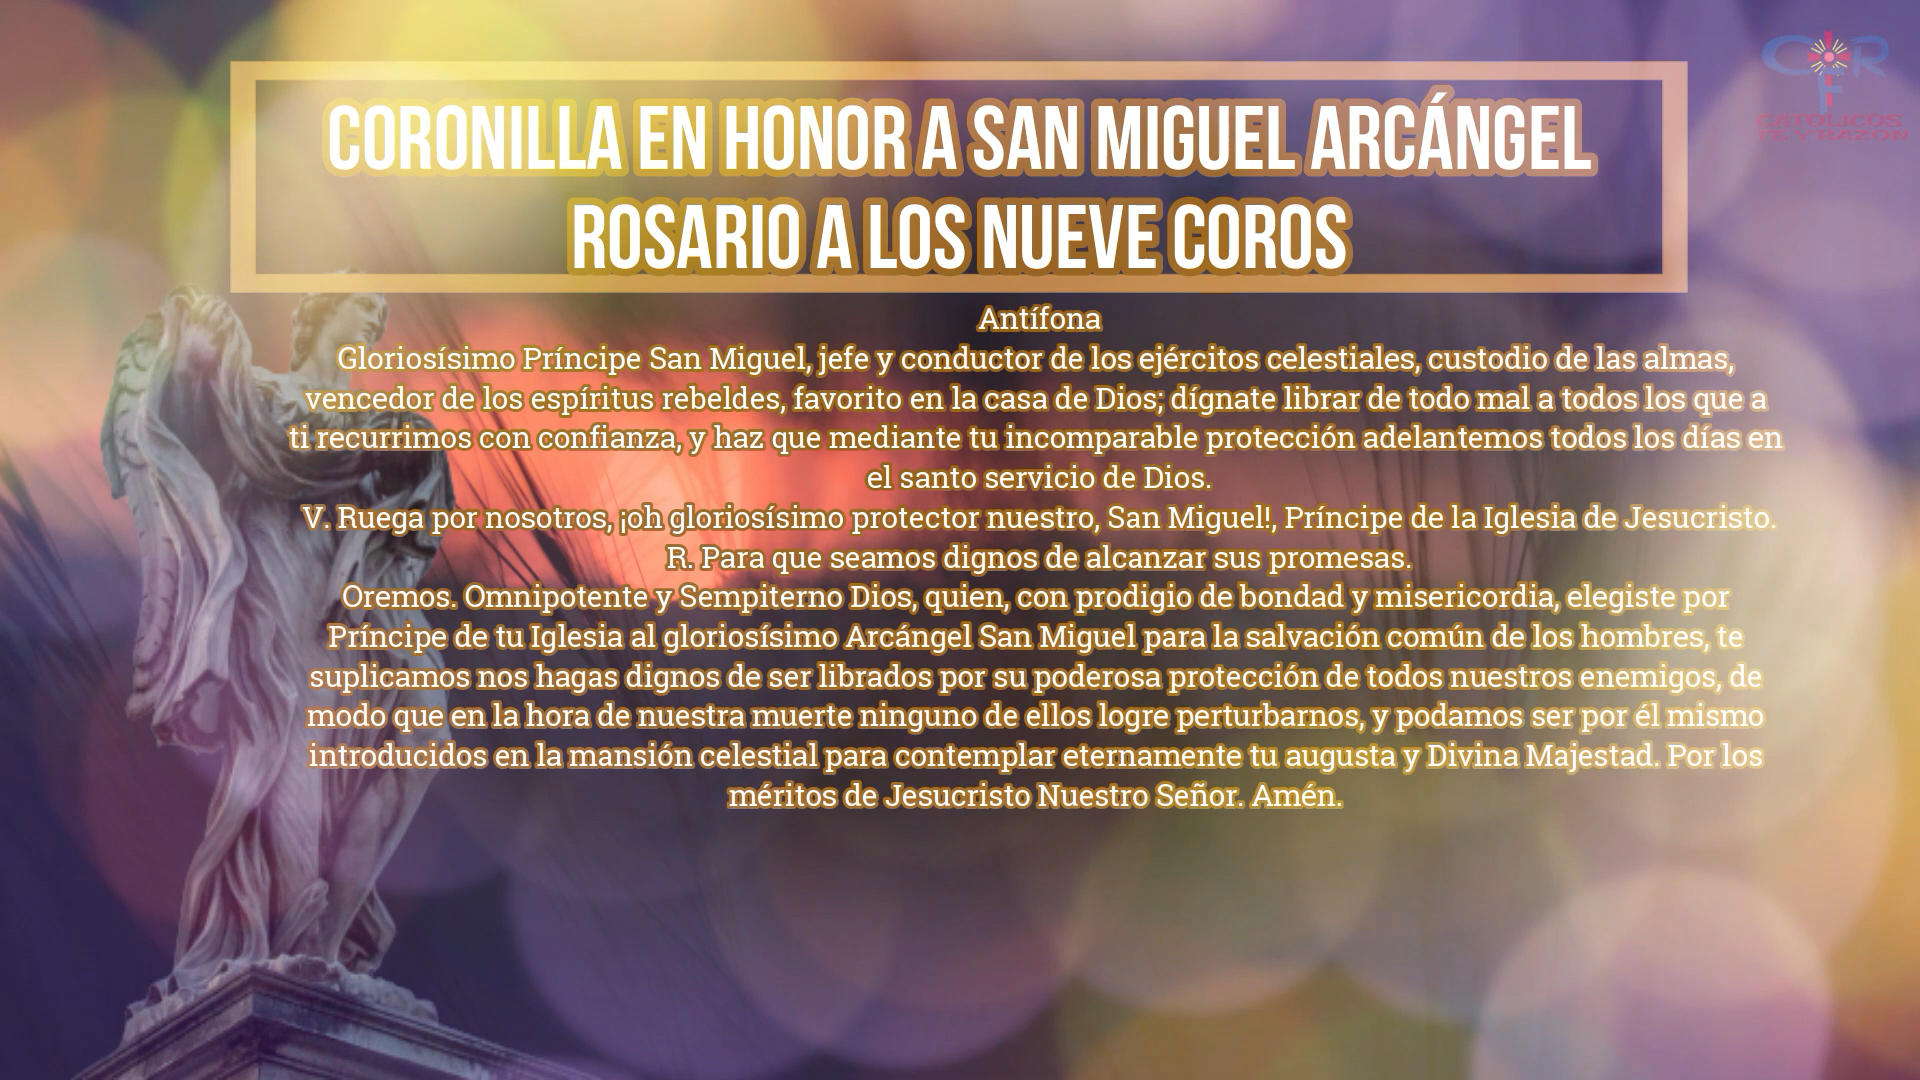 CORONILLA EN HONOR A SAN MIGUEL ARCÁNGEL
ROSARIO A LOS NUEVE COROS
Antífona
Gloriosísimo Príncipe San Miguel, jefe y conductor de los ejércitos celestiales, custodio de las almas,
vencedor de los espíritus rebeldes, favorito en la casa de Dios; dígnate librar de todo mal a todos los que a
ti recurrimos con confianza, y haz que mediante tu incomparable protección adelantemos todos los días en
el santo servicio de Dios.
V. Ruega por nosotros, ¡oh gloriosísimo protector nuestro, San Miguel!, Príncipe de la Iglesia de Jesucristo.
R. Para que seamos dignos de alcanzar sus promesas.
Oremos. Omnipotente y Sempiterno Dios, quien, con prodigio de bondad y misericordia, elegiste por
Príncipe de tu Iglesia al gloriosísimo Arcángel San Miguel para la salvación común de los hombres, te
suplicamos nos hagas dignos de ser librados por su poderosa protección de todos nuestros enemigos, de
modo que en la hora de nuestra muerte ninguno de ellos logre perturbarnos, y podamos ser por él mismo
introducidos en la mansión celestial para contemplar eternamente tu augusta y Divina Majestad. Por los
méritos de Jesucristo Nuestro Señor. Amén.
C R
F
CATOLICOS
FE Y RAZON